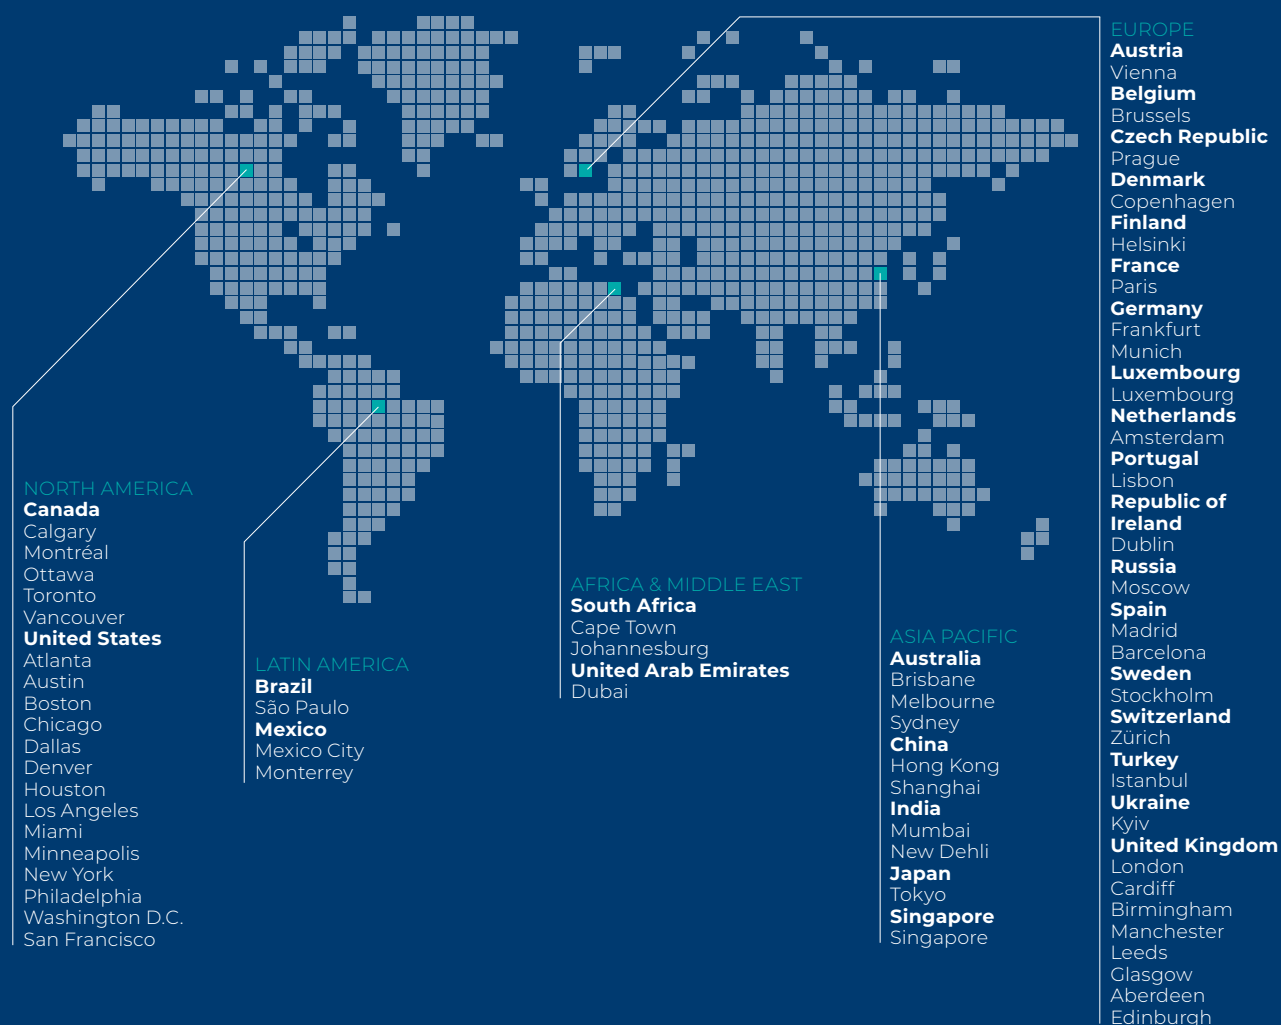 NORTH AMERICA
Canada
Calgary
Montréal
Ottawa
Toronto
Vancouver
United States
Atlanta
Austin
Boston
Chicago
Dallas
Denver
Houston
Los Angeles
Miami
Minneapolis
New York
Philadelphia
Washington D.C.
San Francisco
LATIN AMERICA
Brazil
São Paulo
Mexico
Mexico City
Monterrey
AFRICA & MIDDLE EAST
South Africa
Cape Town
Johannesburg
United Arab Emirates
Dubai
ASIA PACIFIC
Australia
Brisbane
Melbourne
Sydney
China
Hong Kong
Shanghai
India
Mumbai
New Dehli
Japan
Tokyo
Singapore
Singapore
EUROPE
Austria
Vienna
Belgium
Brussels
Czech Republic
Prague
Denmark
Copenhagen
Finland
Helsinki
France
Paris
Germany
Frankfurt
Munich
Luxembourg
Luxembourg
Netherlands
Amsterdam
Portugal
Lisbon
Republic of
Ireland
Dublin
Russia
Moscow
Spain
Madrid
Barcelona
Sweden
Stockholm
Switzerland
Zürich
Turkey
Istanbul
Ukraine
Kyiv
United Kingdom
London
Cardiff
Birmingham
Manchester
Leeds
Glasgow
Aberdeen
Edinburgh